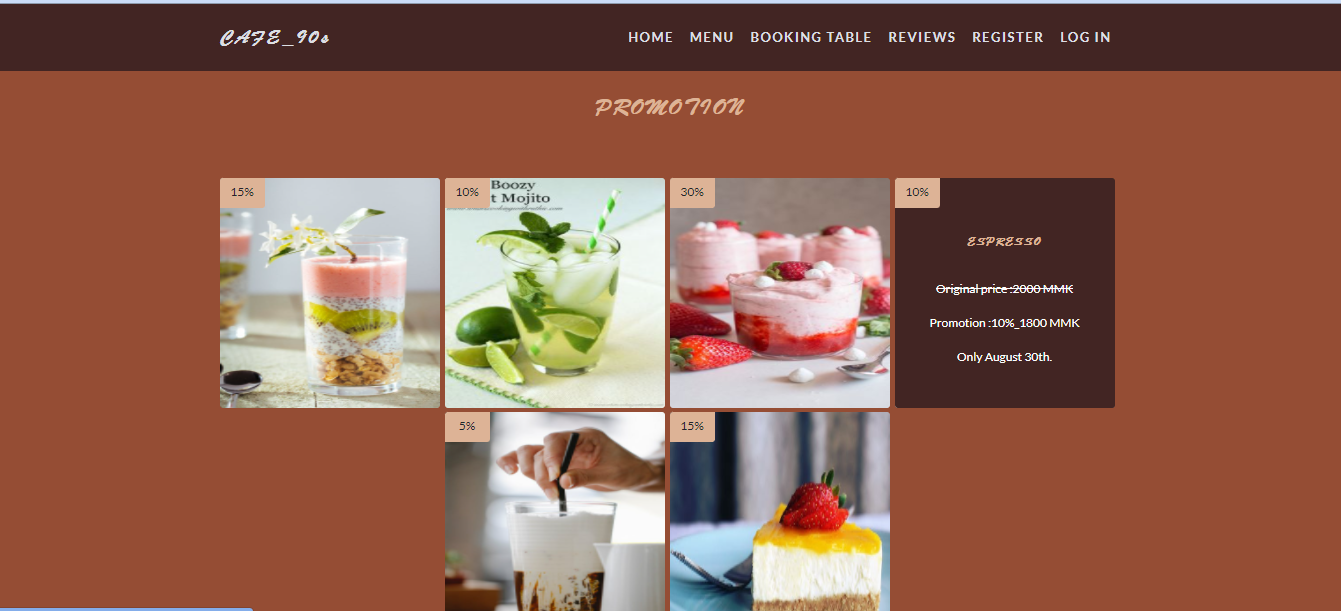 CAFE_90s
HOME MENU BOOKING TABLE REVIEWS REGISTER LOG IN
PROMOTION
15%
10%
Boozy
t Mojito
30%
10%
ESPRESSO
Original price :2000 MMK
Promotion :10%_1800 MMK
Only August 30th.
5%
15%